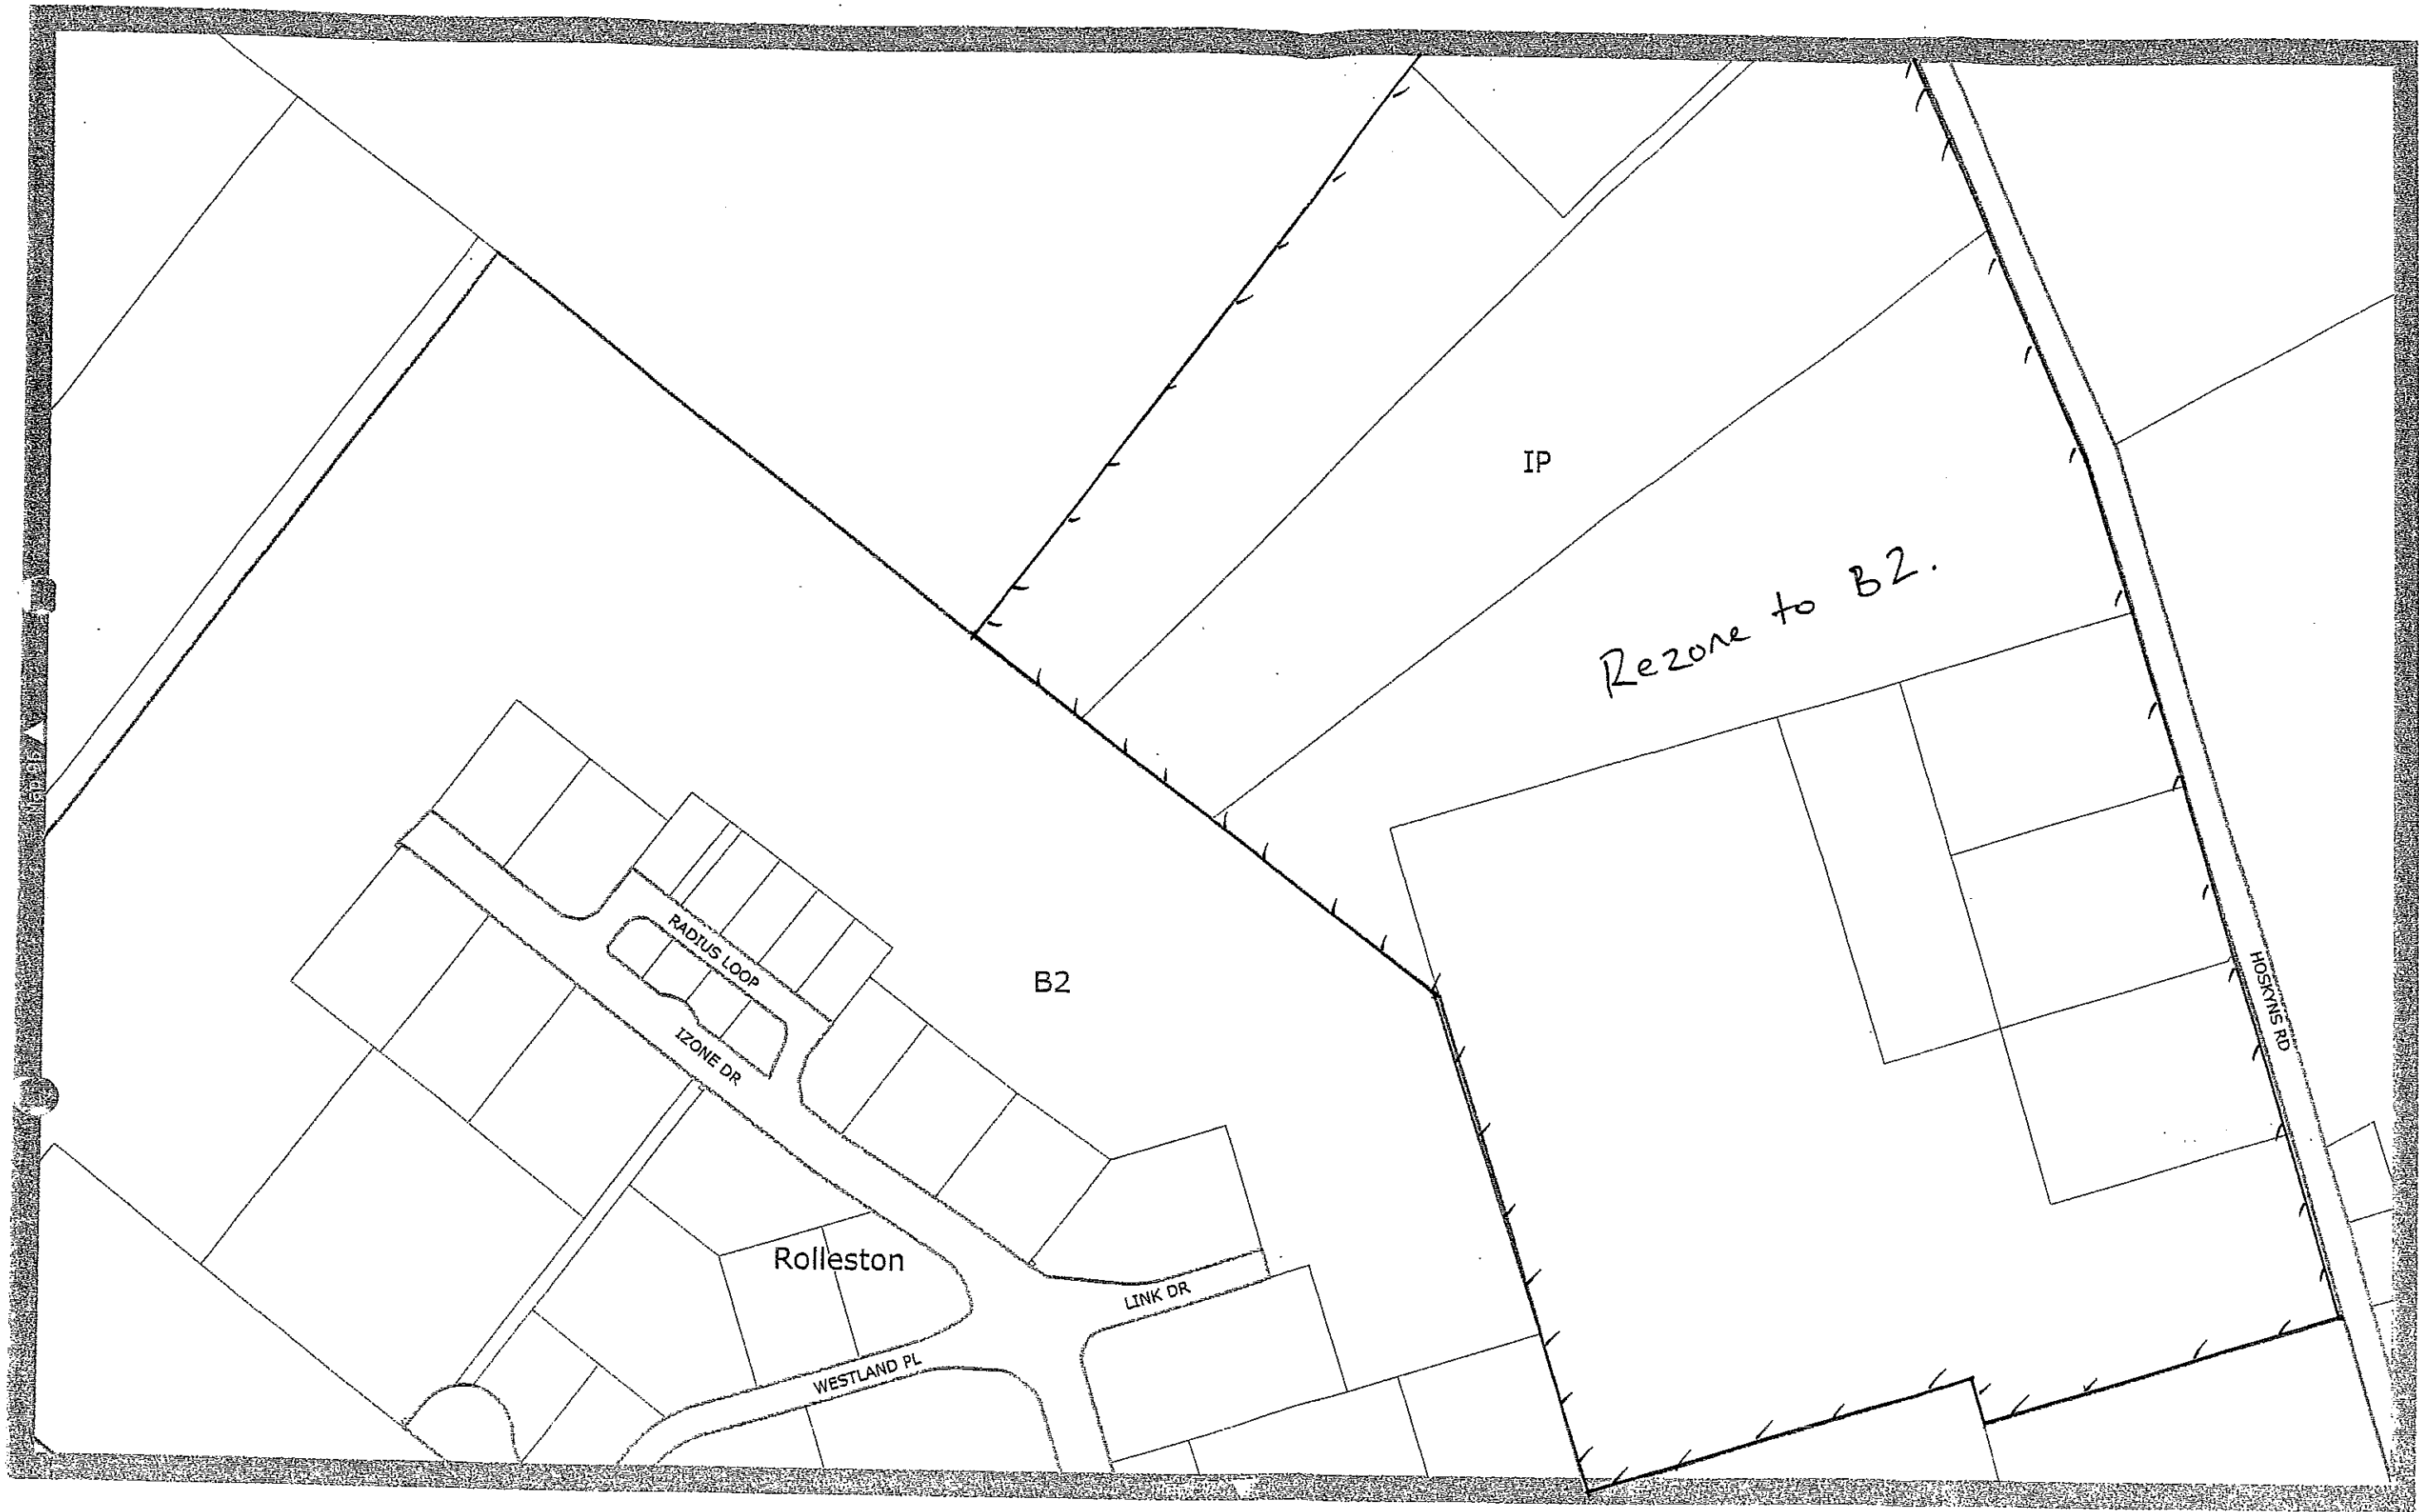 IP
Rezone to B2.
HOSKYNS RD
RADIUS LOOP
B2
IZONE DR
Rolleston
LINK DR
WESTLAND PL